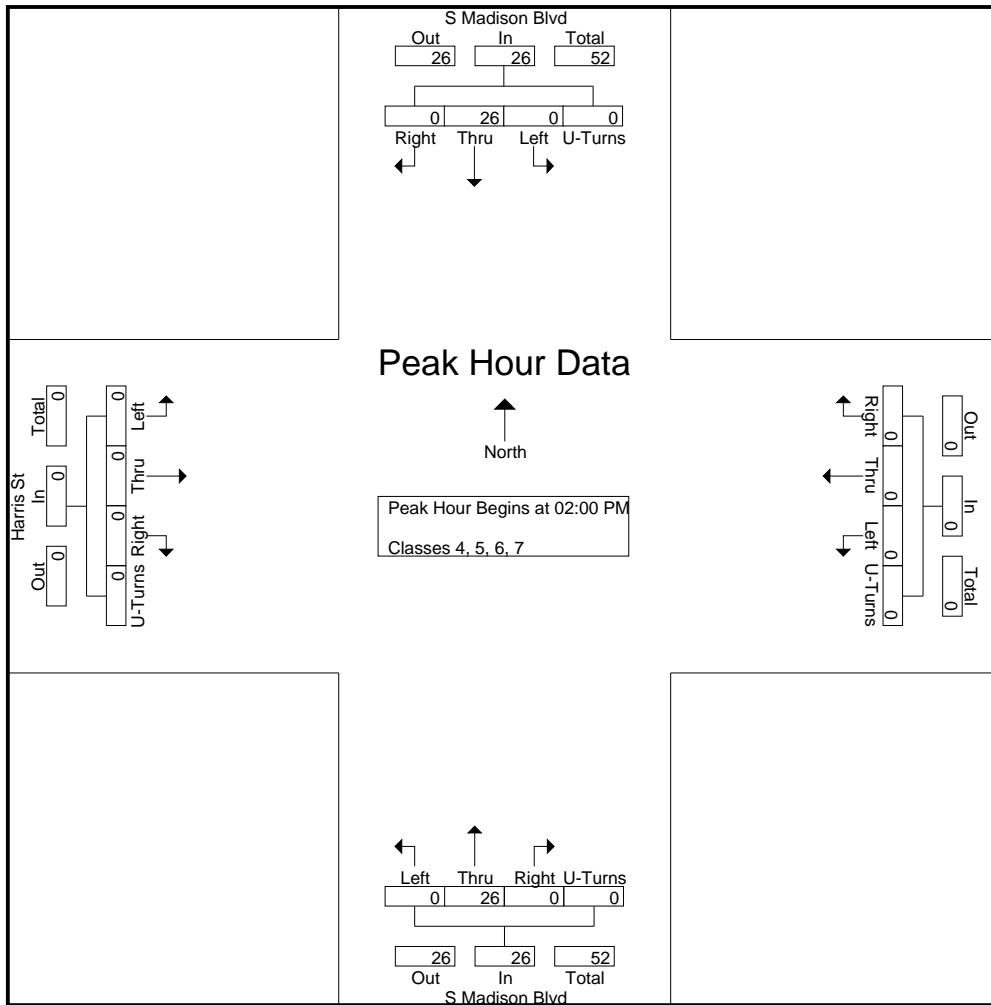 S Madison Blvd
Out In Total
26 26 52
0 26 0 0
Right Thru Left U-Turns
Peak Hour Data
North
Peak Hour Begins at 02:00 PM
Classes 4, 5, 6, 7
Harris St
Out In Total
0 0 0
0 0 0 0
U-Turns Right Thru Left
Out In Total
0 0 0
0 0 0 0
Right Thru Left U-Turns
Left Thru Right U-Turns
0 26 0 0
26 26 52
Out In Total
S Madison Blvd